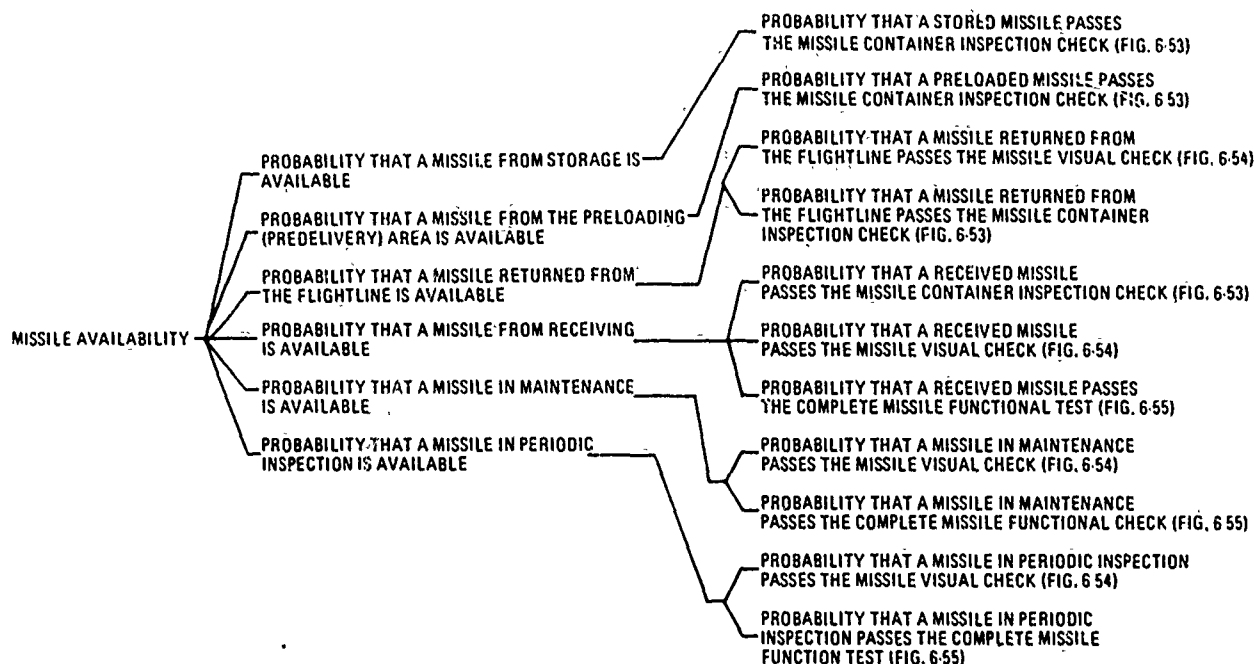 MISSILE AVAILABILITY
PROBABILITY THAT A MISSILE FROM STORAGE IS
AVAILABLE
PROBABILITY THAT A MISSILE FROM THE PRELOADING
(PREDELIVERY) AREA IS AVAILABLE
PROBABILITY THAT A MISSILE RETURNED FROM
THE FLIGHTLINE IS AVAILABLE
PROBABILITY THAT A MISSILE FROM RECEIVING
IS AVAILABLE
PROBABILITY THAT A MISSILE IN MAINTENANCE
IS AVAILABLE
PROBABILITY THAT A MISSILE IN PERIODIC
INSPECTION IS AVAILABLE
PROBABILITY THAT A STORED MISSILE PASSES
THE MISSILE CONTAINER INSPECTION CHECK (FIG. 6-53)
PROBABILITY THAT A PRELOADED MISSILE PASSES
THE MISSILE CONTAINER INSPECTION CHECK (FIG. 6 53)
PROBABILITY THAT A MISSILE RETURNED FROM
THE FLIGHTLINE PASSES THE MISSILE VISUAL CHECK (FIG. 6-54)
PROBABILITY THAT A MISSILE RETURNED FROM
THE FLIGHTLINE PASSES THE MISSILE CONTAINER
INSPECTION CHECK (FIG. 6-53)
PROBABILITY THAT A RECEIVED MISSILE
PASSES THE MISSILE CONTAINER INSPECTION CHECK (FIG. 6-53)
PROBABILITY THAT A RECEIVED MISSILE
PASSES THE MISSILE VISUAL CHECK (FIG. 6-54)
PROBABILITY THAT A RECEIVED MISSILE PASSES
THE COMPLETE MISSILE FUNCTIONAL TEST (FIG. 6-55)
PROBABILITY THAT A MISSILE IN MAINTENANCE
PASSES THE MISSILE VISUAL CHECK (FIG. 6-54)
PROBABILITY THAT A MISSILE IN MAINTENANCE
PASSES THE COMPLETE MISSILE FUNCTIONAL CHECK (FIG. 6 55)
PROBABILITY THAT A MISSILE IN PERIODIC INSPECTION
PASSES THE MISSILE VISUAL CHECK (FIG. 6 54)
PROBABILITY THAT A MISSILE IN PERIODIC
INSPECTION PASSES THE COMPLETE MISSILE
FUNCTION TEST (FIG. 6-55)